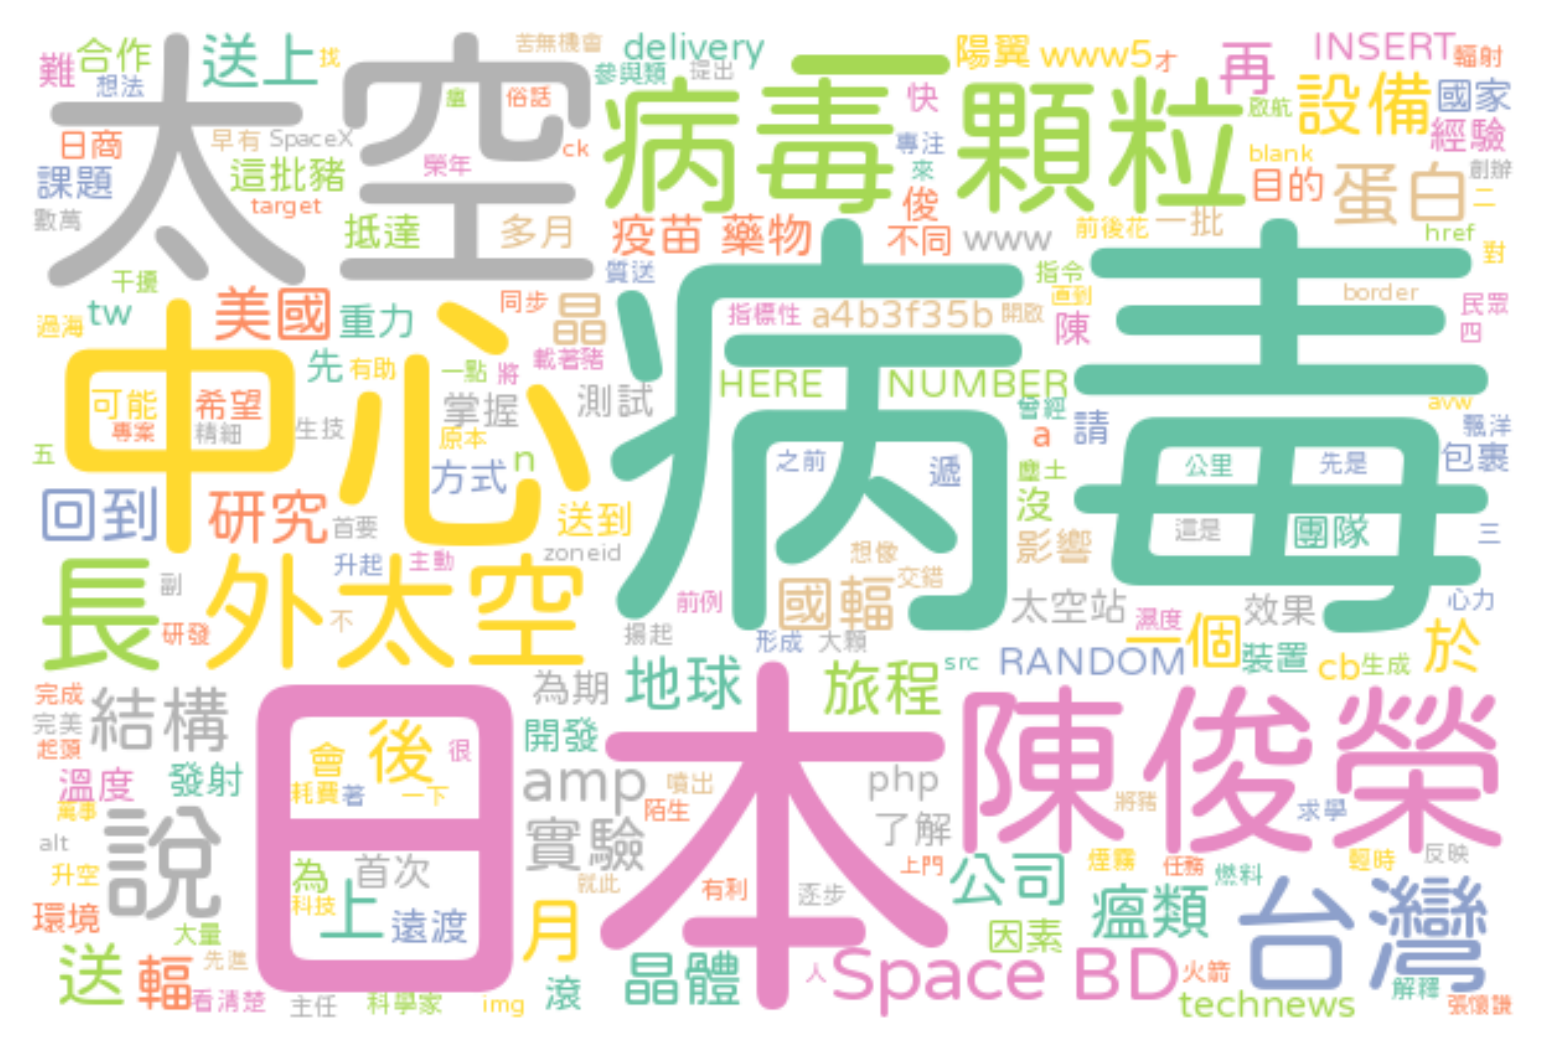 難
合作
想法
送上
找
太空
苦無機會
參與類
delivery
提出
一
陽翼
www5
才
再
INSERT
輻射
日商
早有
SpaceX
瘟
俗話
ck
榮年
病毒
快
專注
來
俊
顆粒
啟航
blank
目的
設備
國家
經驗
創辦
蛋白
二
課題
數萬
這批豬
target
抵達
多月
疫苗
藥物
不同
www
前後花
一批
href
對
干擾
質送
指令
直到
border
民眾
四
tw
過海
美國
重力
同步
晶
指標性
a4b3f35b
開啟
陳
中心
先
有助
一點
將
載著豬
病毒
HERE
NUMBER
可能
希望
專案
精細
生技
掌握
測試
原本
曾經
a
請
avw
飄洋
五
方式
n
之前
遞
塵土
沒
公里
先是
包裹
回到
研究
首要
送到
影響
這是
團隊
三
zoneid
想像
長
副
外太空
升起
主動
國輻
交錯
前例
太空站
濕度
效果
心力
研發
不
揚起
形成
大顆
一個
裝置
於
RANDOM
cb
生成
完成
完美
起頭
結構
為期
地球
旅程
src
日本
會
後
很
耗費
著
一下
開發
陳俊榮
溫度
發射
萬事
amp
噴出
陌生
php
將豬
求學
了解
alt
說
實驗
升空
為
首次
科技
上
遠渡
就此
有利
逐步
上門
公司
煙霧
任務
燃料
輕時
反映
環境
大量
月
因素
瘟類
台灣
送
輻
先進
看清楚
主任
科學家
img
滾
晶體
人
Space BD
火箭
technews
解釋
張懷謙